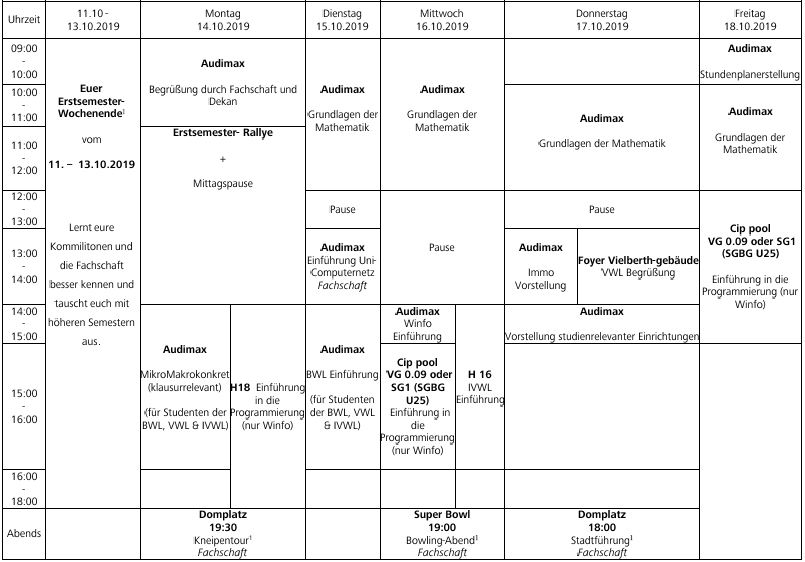 Uhrzeit
11.10 -
13.10.2019
Montag
14.10.2019
Dienstag
15.10.2019
Mittwoch
16.10.2019
Donnerstag
17.10.2019
Freitag
18.10.2019
09:00
-
10:00
10:00
-
11:00
11:00
-
12:00
12:00
-
13:00
13:00
-
14:00
14:00
-
15:00
15:00
-
16:00
16:00
-
18:00
Abends
Euer
Erstsemester-
Wochenende¹
vom
11. – 13.10.2019
Lernt eure
Kommilitonen und
die Fachschaft
besser kennen und
tauscht euch mit
höheren Semestern
aus.
Audimax
Begrüßung durch Fachschaft und
Dekan
Erstsemester- Rallye
+
Mittagspause
Audimax
MikroMakrokonkret
(klausurrelevant)
(für Studenten der
BWL, VWL & IVWL)
H18 Einführung
in die
Programmierung
(nur Winfo)
Domplatz
19:30
Kneipentour¹
Fachschaft
Audimax
Grundlagen der
Mathematik
Pause
Audimax
Einführung Uni-
Computernetz
Fachschaft
Audimax
BWL Einführung
(für Studenten
der BWL, VWL
& IVWL)
Audimax
Grundlagen der
Mathematik
Pause
Audimax
Winfo
Einführung
Cip pool
VG 0.09 oder
SG1 (SGBG
U25)
Einführung in
die
Programmierung
(nur Winfo)
H 16
IVWL
Einführung
Super Bowl
19:00
Bowling-Abend¹
Fachschaft
Audimax
Grundlagen der Mathematik
Pause
Audimax
Immo
Vorstellung
Foyer Vielberth-gebäude
VWL Begrüßung
Audimax
Vorstellung studienrelevanter Einrichtungen
Domplatz
18:00
Stadtführung¹
Fachschaft
Audimax
Stundenplanerstellung
Audimax
Grundlagen der
Mathematik
Cip pool
VG 0.09 oder SG1
(SGBG U25)
Einführung in die
Programmierung (nur
Winfo)